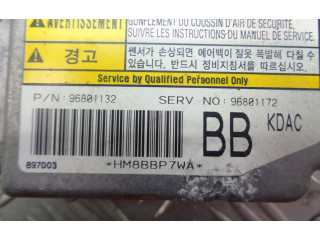 AVERTISSEMENT
GONFLEMENT DU COUSSIN D'AIR DE SECURITE.
SUIVRE LES INSTRUCTIONS DU MANUEL DE SERVICE.
경고
쎈서가 손상되면 에어백이 잘못 폭발해 다칠 수
있습니다. 반드시 정비지침서를 따르십시오.
Service by Qualified Personnel Only
P/N: 96801132 SERV NO: 96801172
BB KDAC
897003 *HM8BBP7WA*